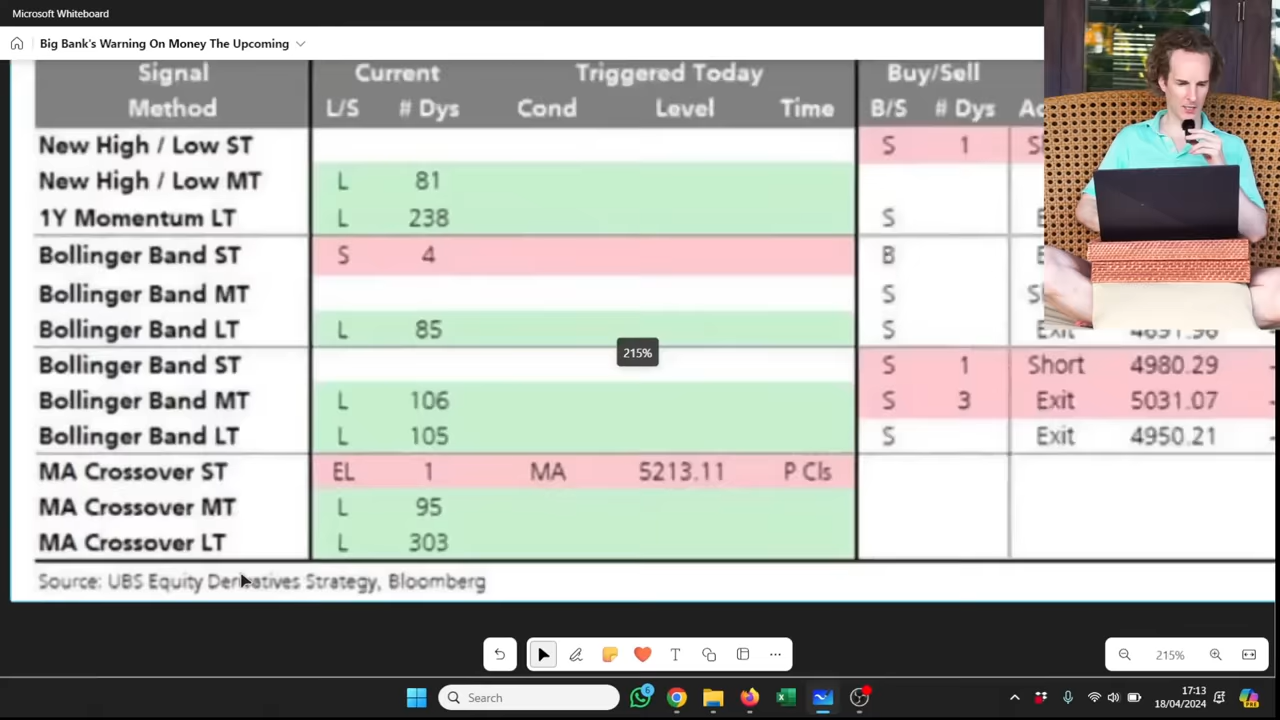 Microsoft Whiteboard
Big Bank's Warning On Money The Upcoming
Signal Current Triggered Today Buy/Sell
Method L/S # Dys Cond Level Time B/S # Dys
New High / Low ST S 1
New High / Low MT L 81
1Y Momentum LT L 238 S
Bollinger Band ST S 4 B
Bollinger Band MT S
Bollinger Band LT L 85 S Exit 4691.96
Bollinger Band ST S 1 Short 4980.29
Bollinger Band MT L 106 S 3 Exit 5031.07
Bollinger Band LT L 105 S Exit 4950.21
MA Crossover ST EL 1 MA 5213.11 P Cls
MA Crossover MT L 95
MA Crossover LT L 303
215%
Source: UBS Equity Derivatives Strategy, Bloomberg
215%
Search
6
17:13
18/04/2024
PRE